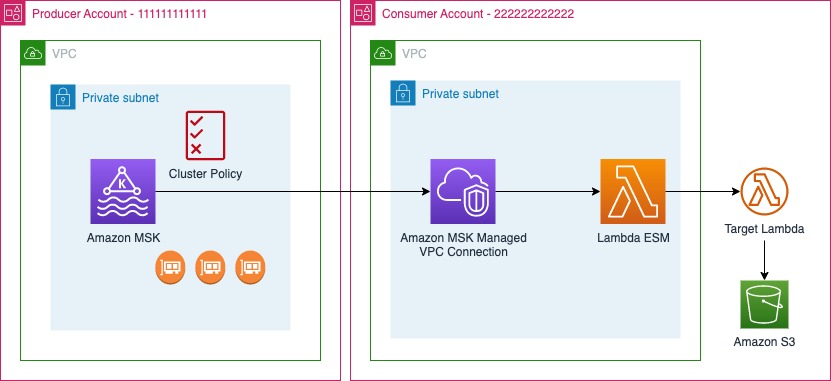 Producer Account - 111111111111
VPC
Private subnet
Cluster Policy
K
Amazon MSK
Consumer Account - 222222222222
VPC
Private subnet
Amazon MSK Managed
VPC Connection
Lambda ESM
Target Lambda
Amazon S3